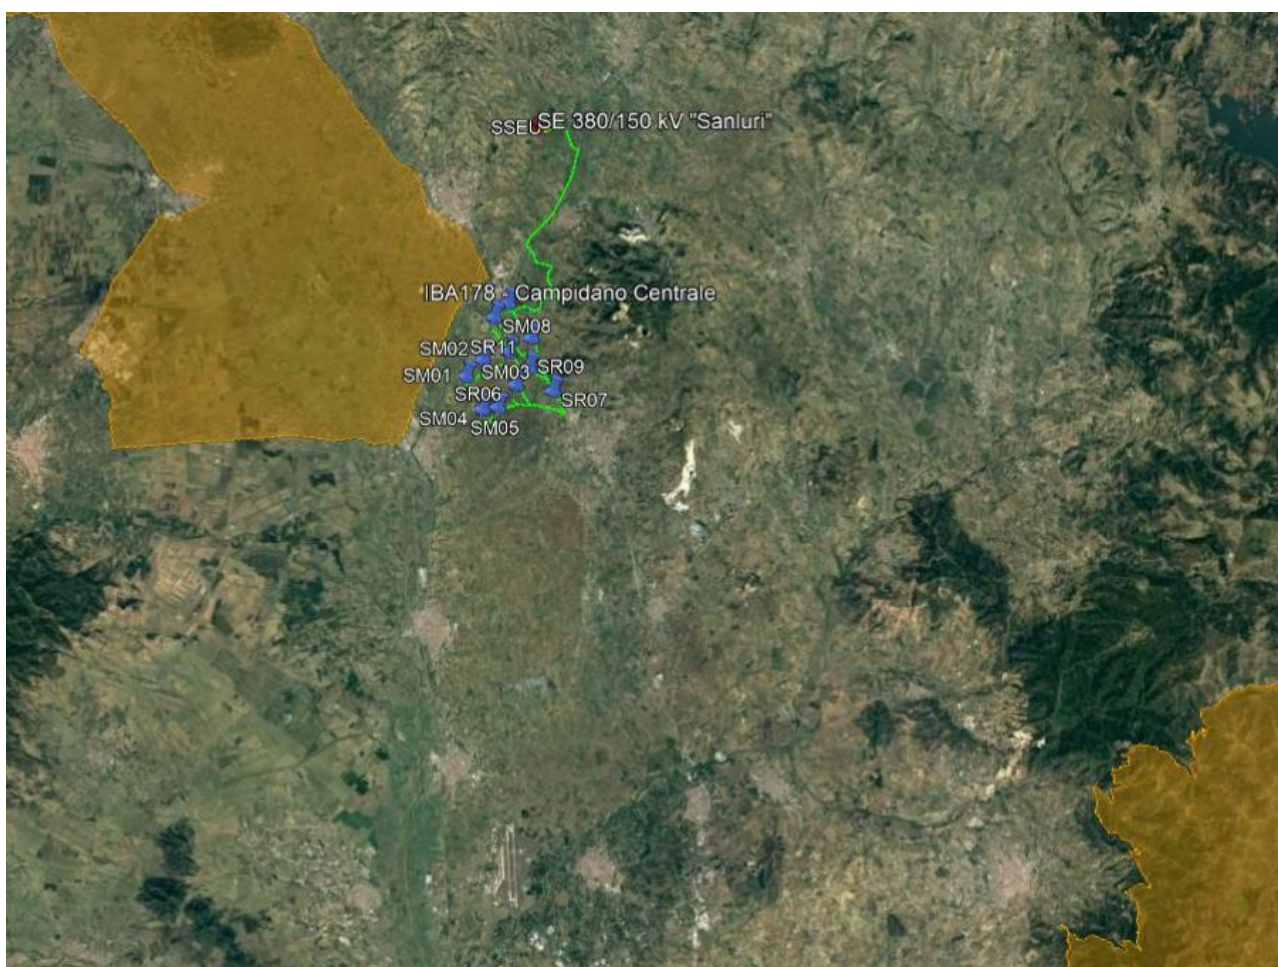 SSEU
SE 380/150 kV "Sanluri"
IBA178 - Campidano Centrale
SM08
SM02
SR11
SM01
SM03
SR09
SR06
SR07
SM04
SM05